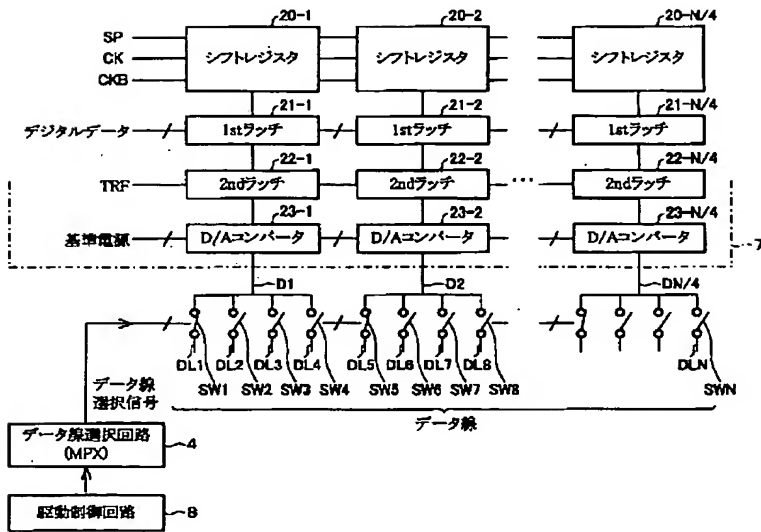 20-1 20-2 20-N/4
SP
CK
CKB
シフトレジスタ シフトレジスタ シフトレジスタ
21-1 21-2 21-N/4
デジタルデータ 1stラッチ 1stラッチ 1stラッチ
22-1 22-2 22-N/4
TRF 2ndラッチ 2ndラッチ … 2ndラッチ
23-1 23-2 23-N/4
基準電源 D/Aコンバータ D/Aコンバータ D/Aコンバータ
7
D1 D2 DN/4
DL1 DL2 DL3 DL4 DL5 DL6 DL7 DL8 DLN
SW1 SW2 SW3 SW4 SW5 SW6 SW7 SW8 SWN
データ線
選択信号
データ線
データ線選択回路
(MPX)
4
駆動制御回路
8